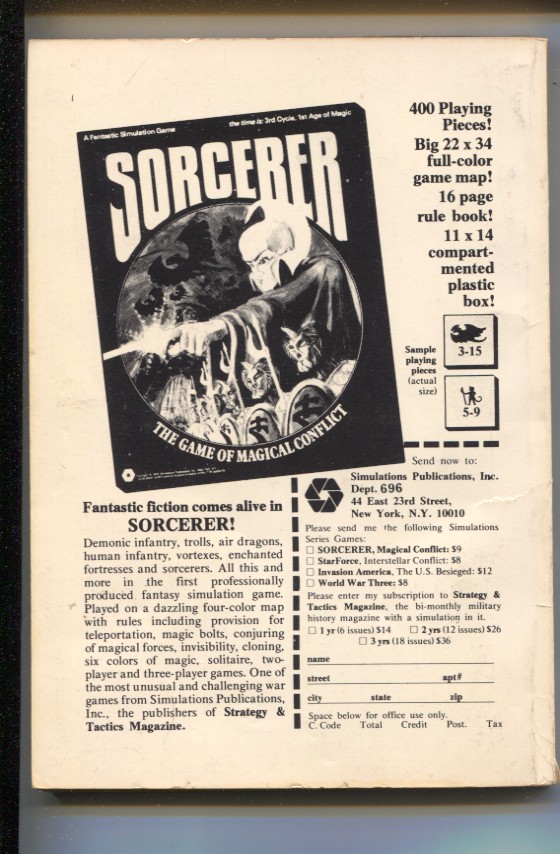 A Fantastic Simulation Game
the time is: 3rd Cycle, 1st Age of Magic
SORCERER
THE GAME OF MAGICAL CONFLICT
400 Playing
Pieces!
Big 22 x 34
full-color
game map!
16 page
rule book!
11 x 14
compart-
mented
plastic
box!
Sample
playing
pieces
(actual
size)
3-15
5-9
Fantastic fiction comes alive in
SORCERER!
Demonic infantry, trolls, air dragons,
human infantry, vortexes, enchanted
fortresses and sorcerers. All this and
more in the first professionally
produced fantasy simulation game.
Played on a dazzling four-color map
with rules including provision for
teleportation, magic bolts, conjuring
of magical forces, invisibility, cloning,
six colors of magic, solitaire, two-
player and three-player games. One of
the most unusual and challenging war
games from Simulations Publications,
Inc., the publishers of Strategy &
Tactics Magazine.
Send now to:
Simulations Publications, Inc.
Dept. 696
44 East 23rd Street,
New York, N.Y. 10010
Please send me the following Simulations
Series Games:
☐ SORCERER, Magical Conflict: $9
☐ StarForce, Interstellar Conflict: $8
☐ Invasion America, The U.S. Besieged: $12
☐ World War Three: $8
Please enter my subscription to Strategy &
Tactics Magazine, the bi-monthly military
history magazine with a simulation in it.
☐ 1 yr (6 issues) $14 ☐ 2 yrs (12 issues) $26
☐ 3 yrs (18 issues) $36
name
street apt#
city state zip
Space below for office use only.
C. Code Total Credit Post. Tax